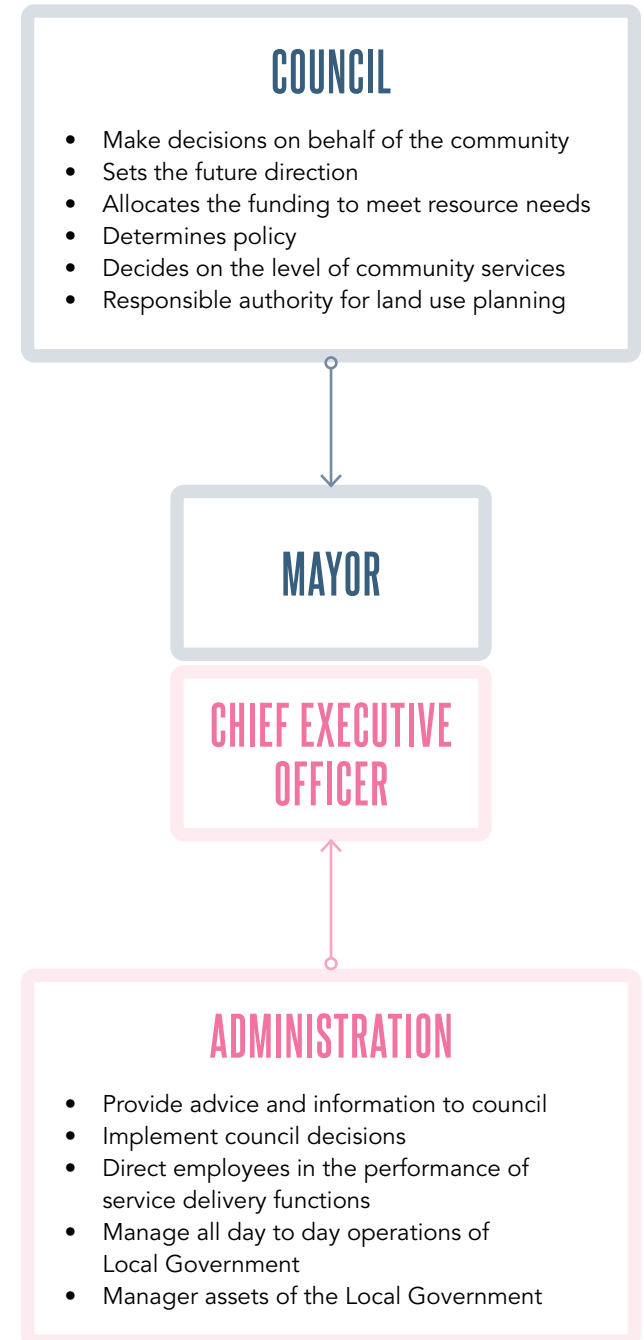 COUNCIL
• Make decisions on behalf of the community
• Sets the future direction
• Allocates the funding to meet resource needs
• Determines policy
• Decides on the level of community services
• Responsible authority for land use planning
MAYOR
CHIEF EXECUTIVE
OFFICER
ADMINISTRATION
• Provide advice and information to council
• Implement council decisions
• Direct employees in the performance of
service delivery functions
• Manage all day to day operations of
Local Government
• Manager assets of the Local Government